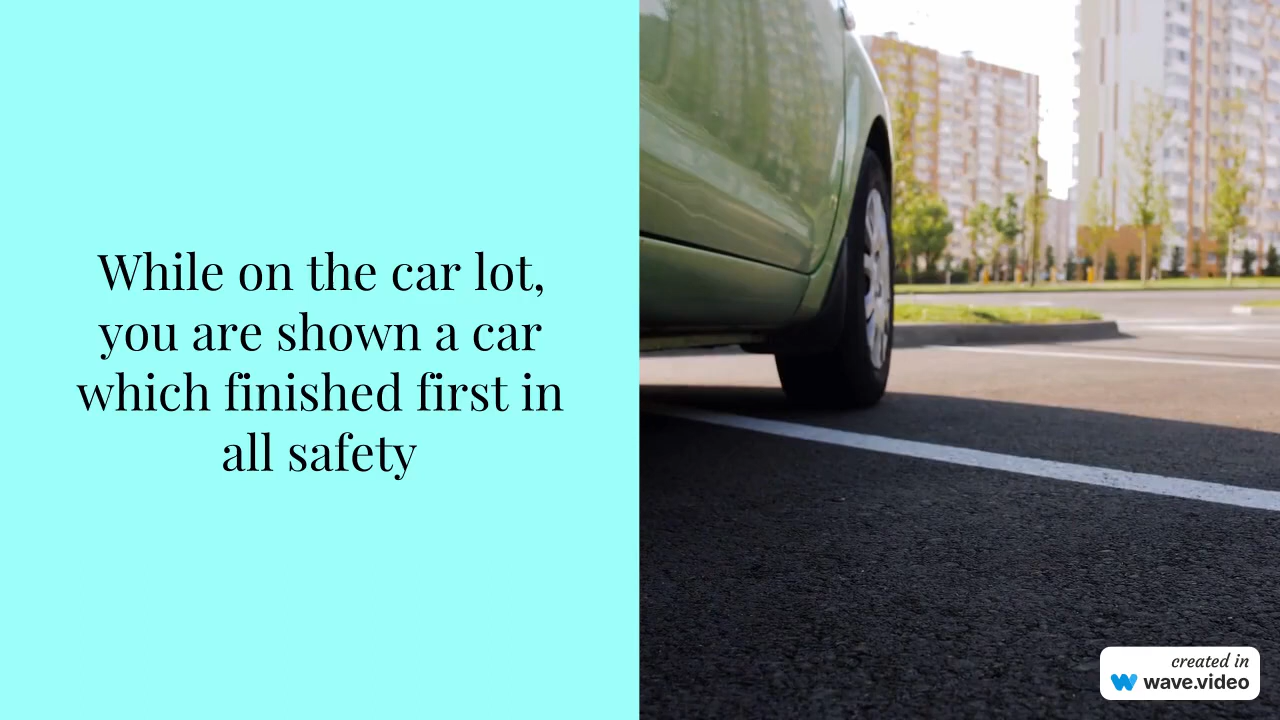 While on the car lot,
you are shown a car
which finished first in
all safety
created in
wave.video